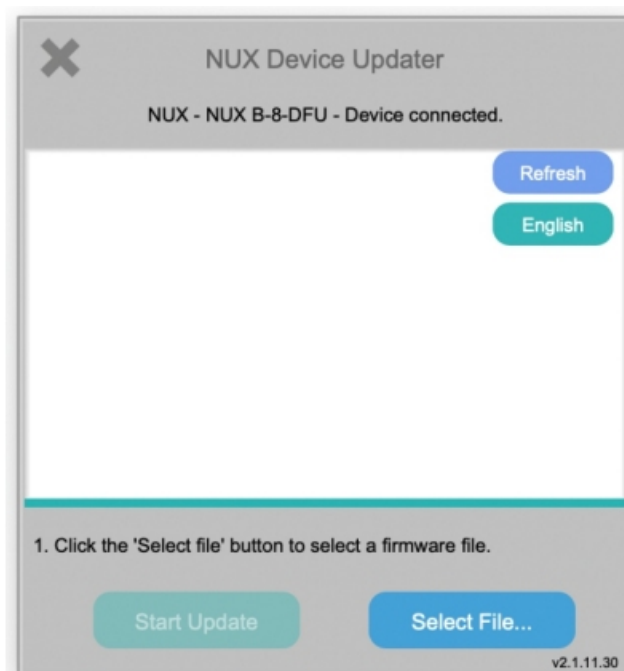 NUX Device Updater
NUX - NUX B-8-DFU - Device connected.
Refresh
English
1. Click the 'Select file' button to select a firmware file.
Start Update
Select File...
v2.1.11.30